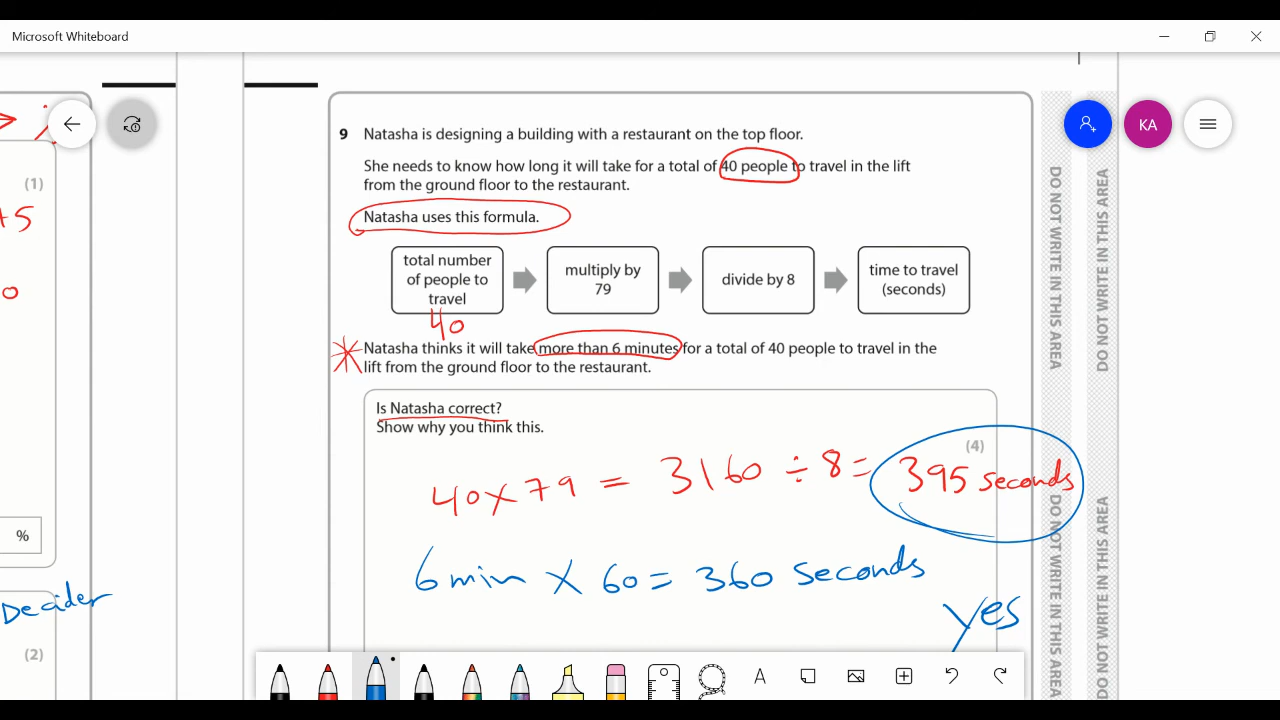 Microsoft Whiteboard
KA
(1)
+5
0
%
Decider
(2)
9 Natasha is designing a building with a restaurant on the top floor.
She needs to know how long it will take for a total of 40 people to travel in the lift
from the ground floor to the restaurant.
Natasha uses this formula.
total number
of people to
travel
multiply by
79
divide by 8
time to travel
(seconds)
40
Natasha thinks it will take more than 6 minutes for a total of 40 people to travel in the
lift from the ground floor to the restaurant.
Is Natasha correct?
Show why you think this.
(4)
40 x 79 = 3160 ÷ 8 = 395 seconds
6 min x 60 = 360 seconds
yes
A
DO NOT WRITE IN THIS AREA
DO NOT WRITE IN THIS AREA
DO NOT WRITE IN THIS AREA
DO NOT WRITE IN THIS AREA